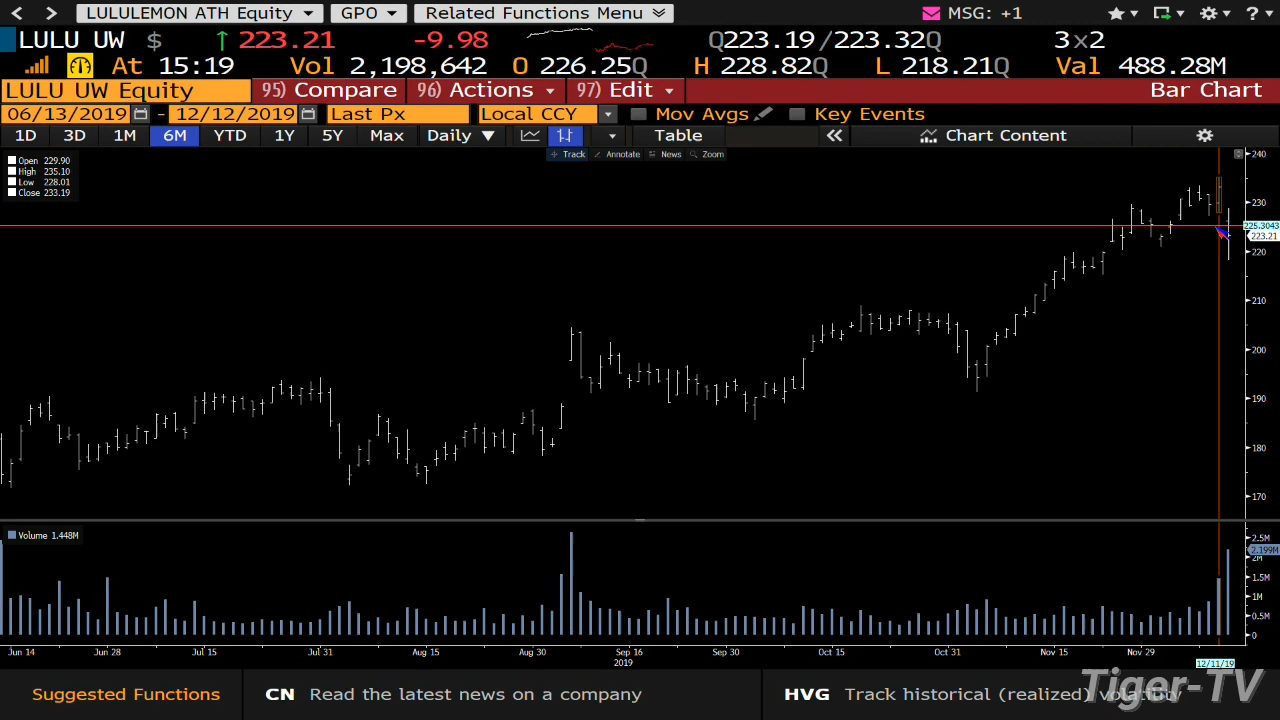 LULULEMON ATH Equity GPO Related Functions Menu MSG: +1 ?
LULU UW $ ↑ 223.21 -9.98 Q223.19/223.32Q 3×2
At 15:19 Vol 2,198,642 O 226.25Q H 228.82Q L 218.21Q Val 488.28M
LULU UW Equity 95) Compare 96) Actions 97) Edit Bar Chart
06/13/2019 - 12/12/2019 Last Px Local CCY Mov Avgs Key Events
1D 3D 1M 6M YTD 1Y 5Y Max Daily ▼ Table Chart Content
Track Annotate News Zoom
Open 229.90
High 235.10
Low 228.01
Close 233.19
240
230
225.3043
223.21
220
210
200
190
180
170
Volume 1.448M
2.5M
2.199M
2M
1.5M
1M
0.5M
0
Jun 14 Jun 28 Jul 15 Jul 31 Aug 15 Aug 30 Sep 16 Sep 30 Oct 15 Oct 31 Nov 15 Nov 29
2019 12/11/19
Suggested Functions CN Read the latest news on a company HVG Track historical (realized) volatility
Tiger-TV